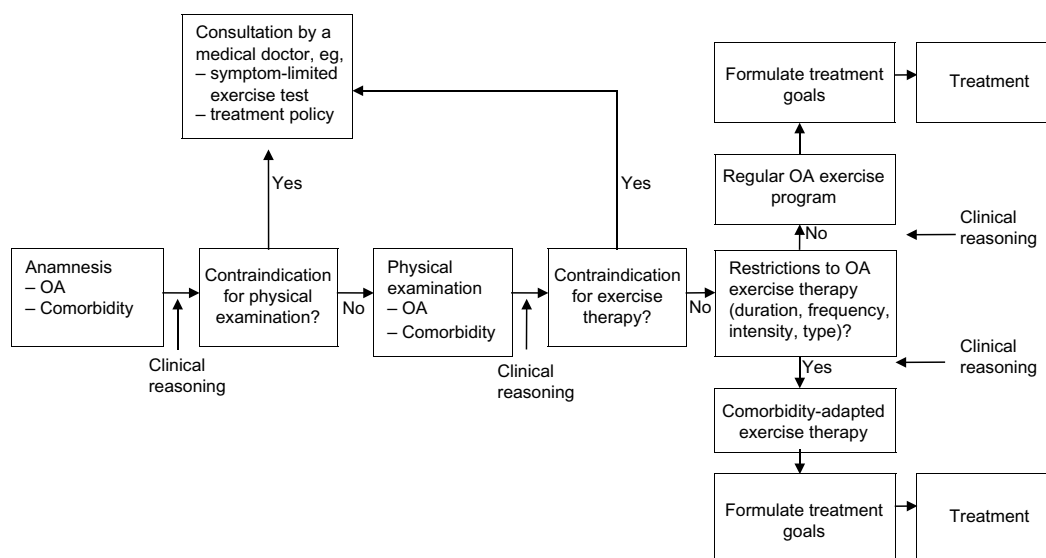 Consultation by a
medical doctor, eg,
– symptom-limited
exercise test
– treatment policy
Yes
Anamnesis
– OA
– Comorbidity
Clinical
reasoning
Contraindication
for physical
examination?
No
Physical
examination
– OA
– Comorbidity
Clinical
reasoning
Contraindication
for exercise
therapy?
Yes
No
Restrictions to OA
exercise therapy
(duration, frequency,
intensity, type)?
No
Clinical
reasoning
Regular OA exercise
program
Formulate treatment
goals
Treatment
Yes
Clinical
reasoning
Comorbidity-adapted
exercise therapy
Formulate treatment
goals
Treatment